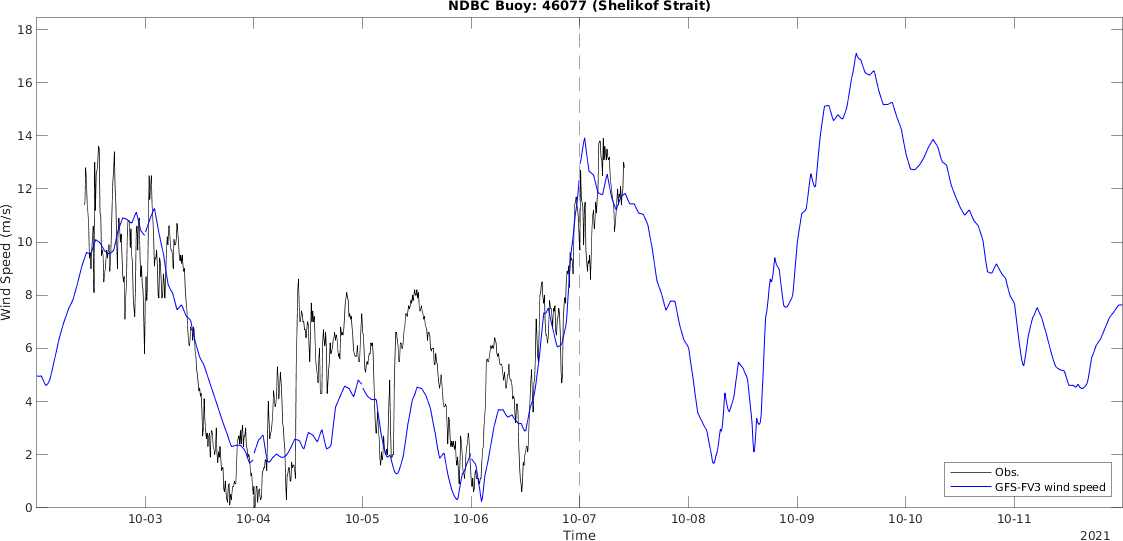 NDBC Buoy: 46077 (Shelikof Strait)
18
16
14
12
10
8
6
4
2
0
Wind Speed (m/s)
10-03 10-04 10-05 10-06 10-07 10-08 10-09 10-10 10-11
Time
2021
Obs.
GFS-FV3 wind speed